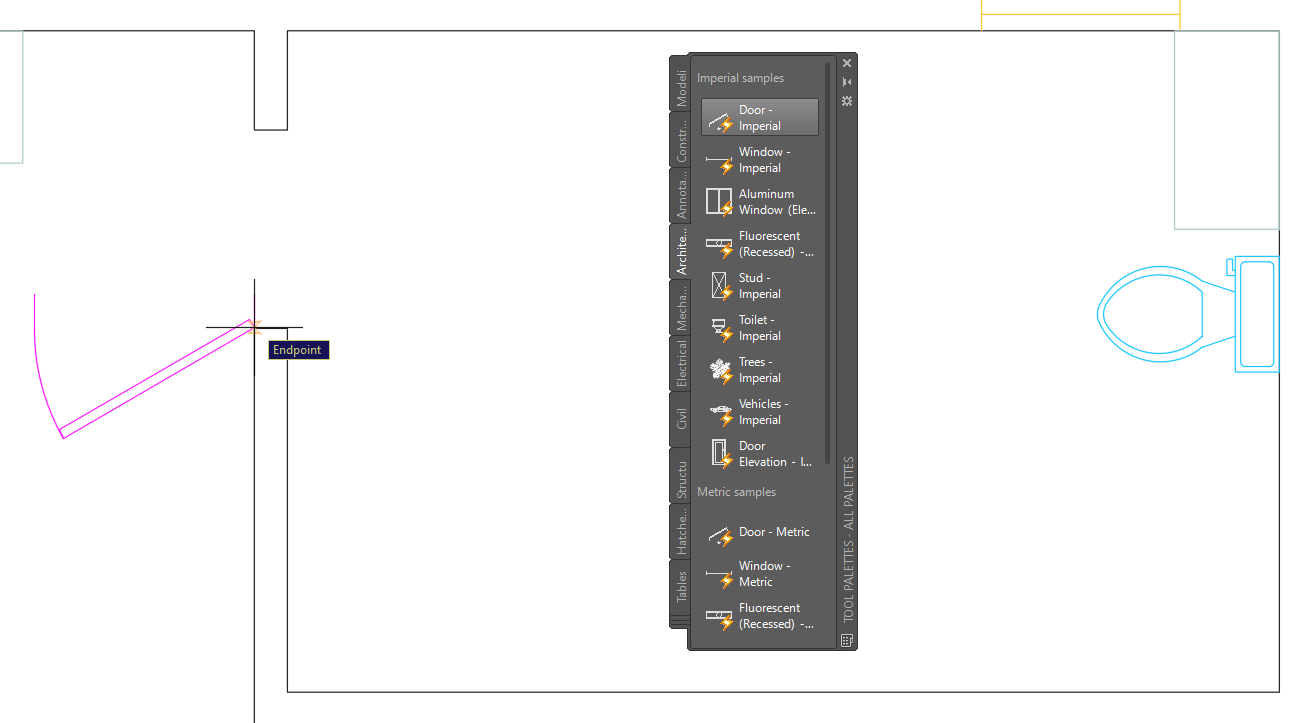 Imperial samples
Door -
Imperial
Window -
Imperial
Aluminum
Window (Ele...
Fluorescent
(Recessed) -...
Stud -
Imperial
Toilet -
Imperial
Trees -
Imperial
Vehicles -
Imperial
Door
Elevation - I...
Metric samples
Door - Metric
Window -
Metric
Fluorescent
(Recessed) -...
Modeli
Constr...
Annota...
Archite...
Mecha...
Electrical
Civil
Structu
Hatche...
Tables
TOOL PALETTES - ALL PALETTES
Endpoint